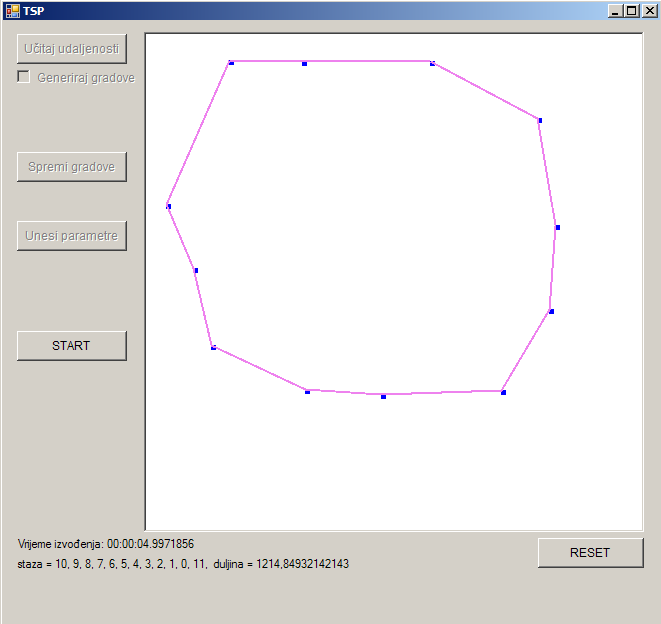 TSP
Učitaj udaljenosti
Generiraj gradove
Spremi gradove
Unesi parametre
START
Vrijeme izvođenja: 00:00:04.9971856
staza = 10, 9, 8, 7, 6, 5, 4, 3, 2, 1, 0, 11, duljina = 1214,84932142143
RESET